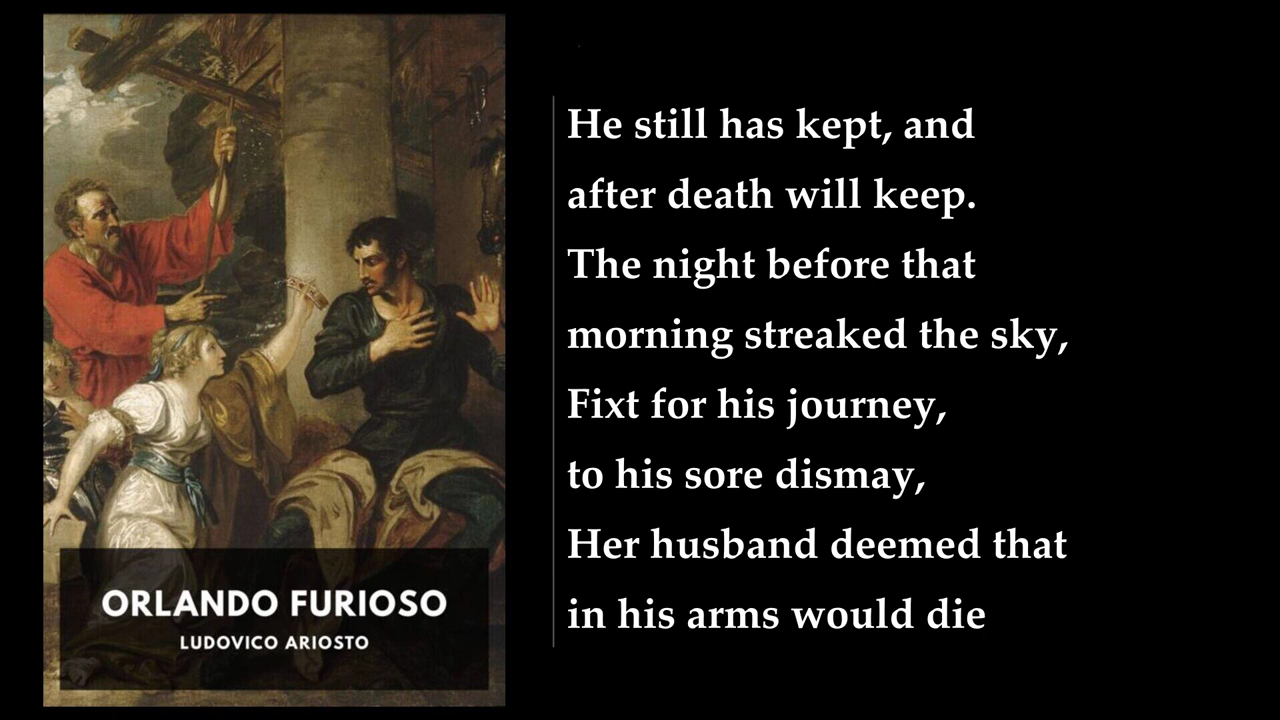 ORLANDO FURIOSO
LUDOVICO ARIOSTO
He still has kept, and
after death will keep.
The night before that
morning streaked the sky,
Fixt for his journey,
to his sore dismay,
Her husband deemed that
in his arms would die